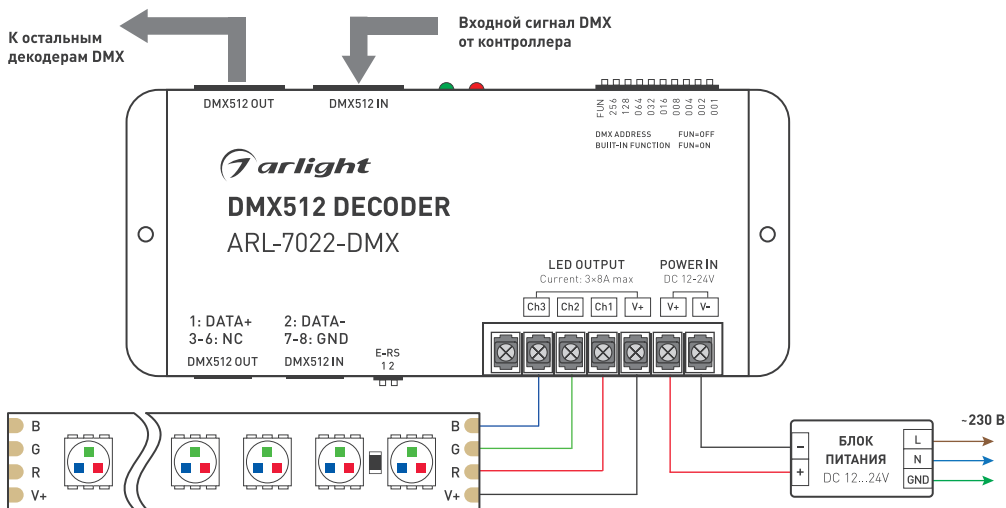 К остальным
декодерам DMX
Входной сигнал DMX
от контроллера
DMX512 OUT
DMX512 IN
FUN
256
128
064
032
016
008
004
002
001
DMX ADDRESS FUN=OFF
BUILT-IN FUNCTION FUN=ON
arlight
DMX512 DECODER
ARL-7022-DMX
LED OUTPUT
Current: 3×8A max
POWER IN
DC 12-24V
Ch3
Ch2
Ch1
V+
V+
V-
1: DATA+ 2: DATA-
3-6: NC 7-8: GND
DMX512 OUT
DMX512 IN
E-RS
1 2
B
G
R
V+
B
G
R
V+
–
+
БЛОК
ПИТАНИЯ
DC 12...24V
L
N
GND
~230 В